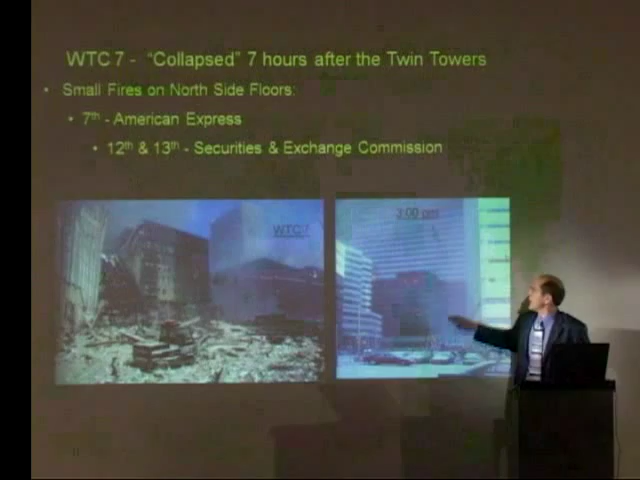 WTC 7 - "Collapsed" 7 hours after the Twin Towers
• Small Fires on North Side Floors:
• 7th - American Express
• 12th & 13th - Securities & Exchange Commission
WTC 7
3:00 pm